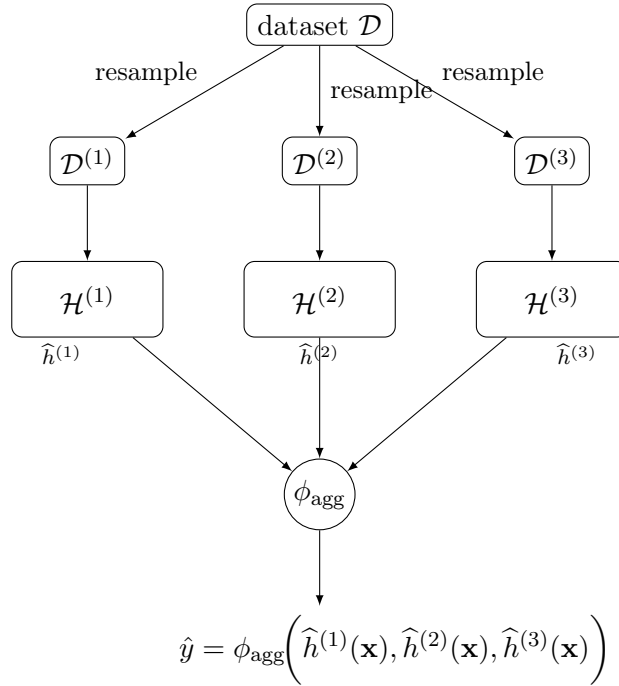 dataset 𝒟
resample resample
resample
𝒟⁽¹⁾ 𝒟⁽²⁾ 𝒟⁽³⁾
ℋ⁽¹⁾ ℋ⁽²⁾ ℋ⁽³⁾
ĥ⁽¹⁾ ĥ⁽²⁾ ĥ⁽³⁾
ϕ_agg
ŷ = ϕ_agg(ĥ⁽¹⁾(𝐱), ĥ⁽²⁾(𝐱), ĥ⁽³⁾(𝐱))